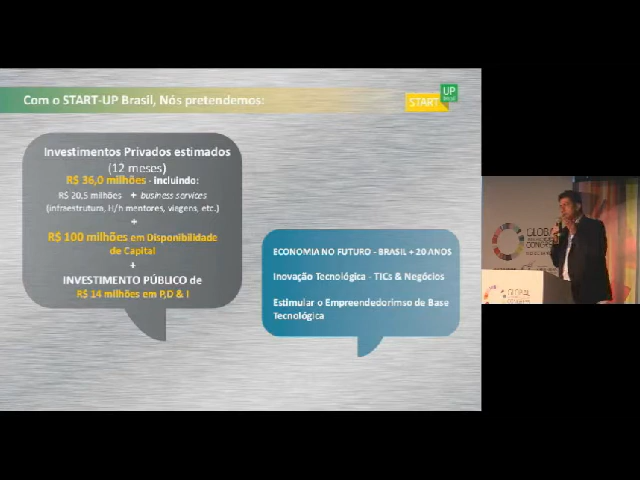 Com o START-UP Brasil, Nós pretendemos:
START
UP
BRASIL
Investimentos Privados estimados
(12 meses)
R$ 36,0 milhões - incluindo:
R$ 20,5 milhões + business services
(infraestrutura, H/h mentores, viagens, etc.)
+
R$ 100 milhões em Disponibilidade
de Capital
+
INVESTIMENTO PÚBLICO de
R$ 14 milhões em P,D & I
ECONOMIA NO FUTURO - BRASIL + 20 ANOS
Inovação Tecnológica - TICs & Negócios
Estimular o Empreendedorimso de Base
Tecnológica
GLOBAL